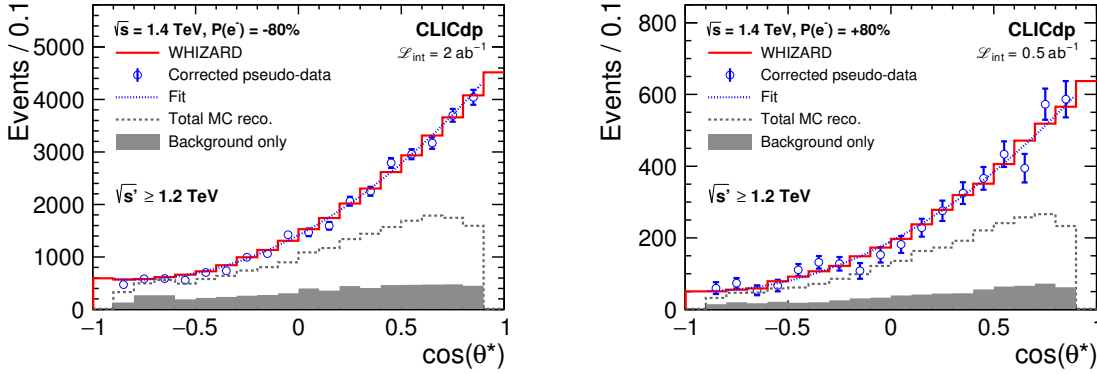 √s = 1.4 TeV, P(e⁻) = -80%
CLICdp
WHIZARD
ℒint = 2 ab⁻¹
Corrected pseudo-data
Fit
Total MC reco.
Background only
√s' ≥ 1.2 TeV
Events / 0.1
5000
4000
3000
2000
1000
0
−1
−0.5
0
0.5
1
cos(θ*)
√s = 1.4 TeV, P(e⁻) = +80%
CLICdp
WHIZARD
ℒint = 0.5 ab⁻¹
Corrected pseudo-data
Fit
Total MC reco.
Background only
√s' ≥ 1.2 TeV
Events / 0.1
800
600
400
200
0
−1
−0.5
0
0.5
1
cos(θ*)